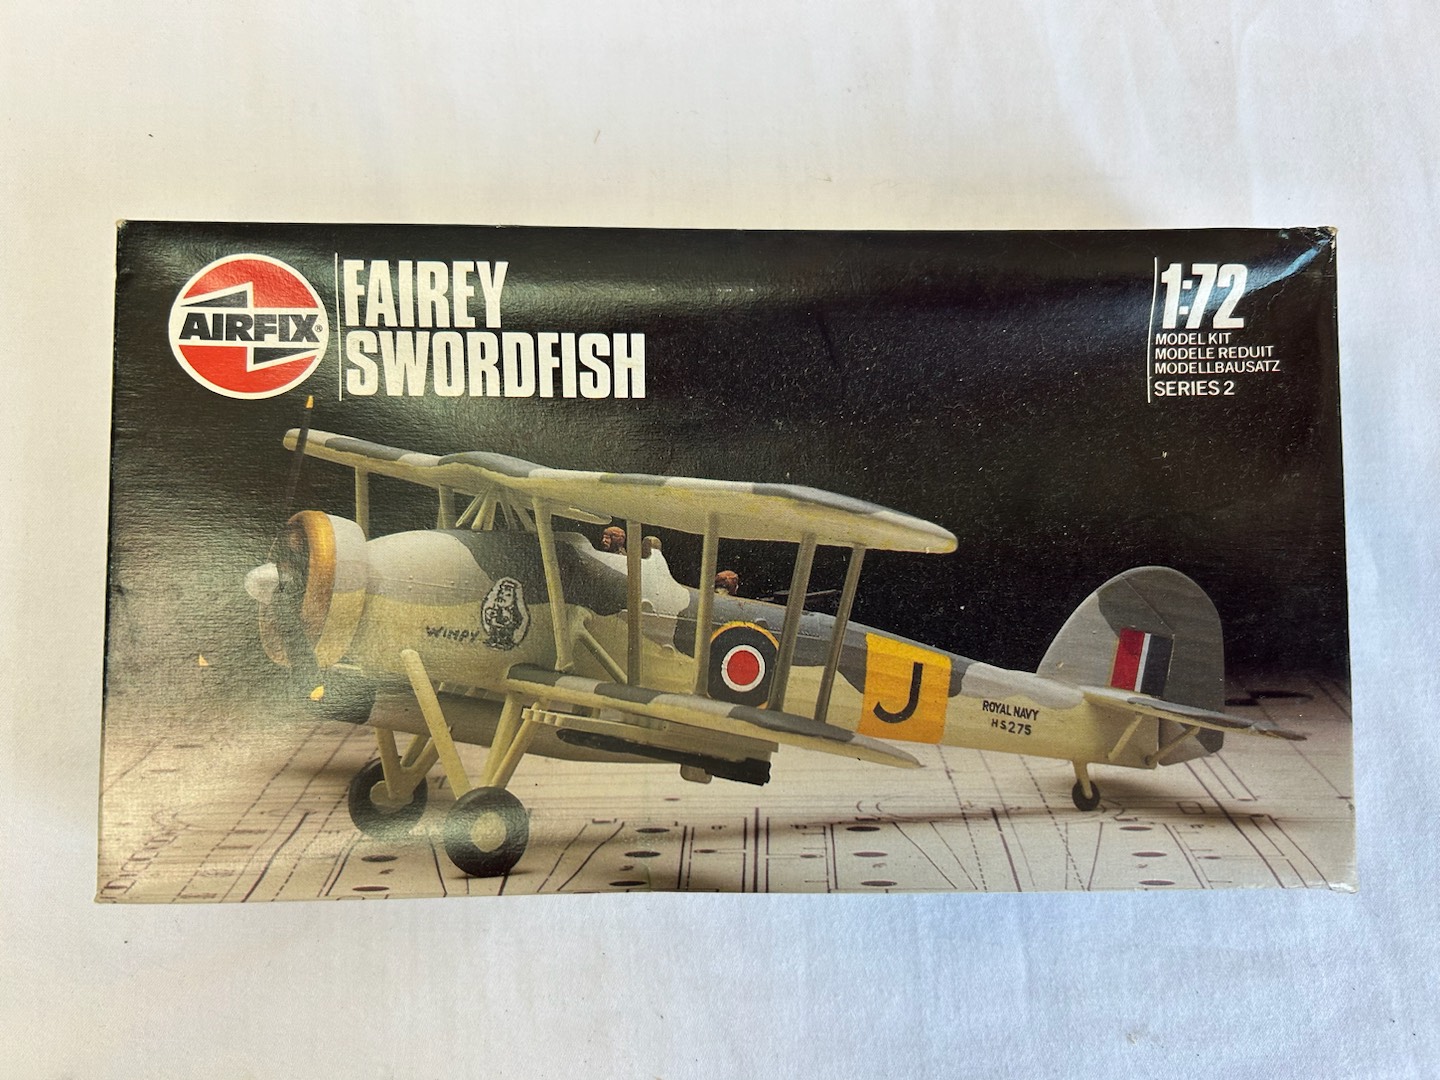 AIRFIX®
FAIREY
SWORDFISH
1:72
MODEL KIT
MODELE REDUIT
MODELLBAUSATZ
SERIES 2
WIMPY
J
ROYAL NAVY
HS275